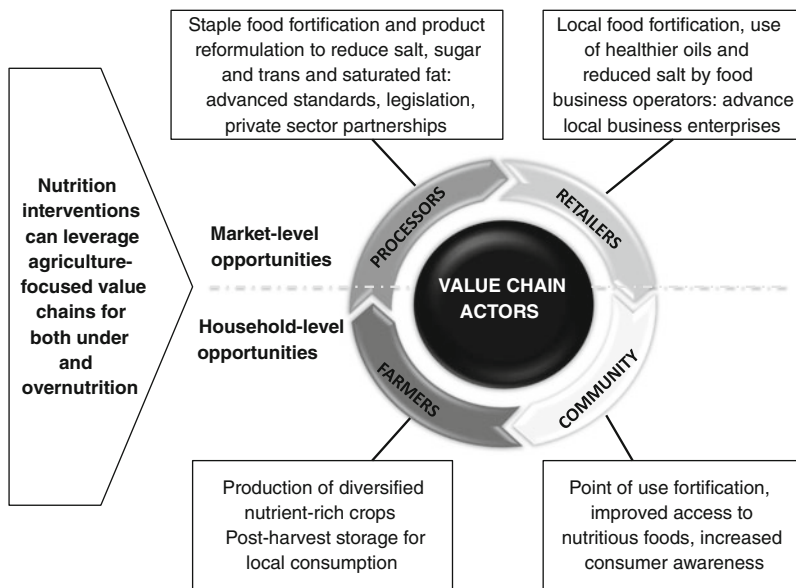 Staple food fortification and product
reformulation to reduce salt, sugar
and trans and saturated fat:
advanced standards, legislation,
private sector partnerships
Local food fortification, use
of healthier oils and
reduced salt by food
business operators: advance
local business enterprises
Nutrition
interventions
can leverage
agriculture-
focused value
chains for
both under
and
overnutrition
Market-level
opportunities
Household-level
opportunities
PROCESSORS
RETAILERS
VALUE CHAIN
ACTORS
FARMERS
COMMUNITY
Production of diversified
nutrient-rich crops
Post-harvest storage for
local consumption
Point of use fortification,
improved access to
nutritious foods, increased
consumer awareness